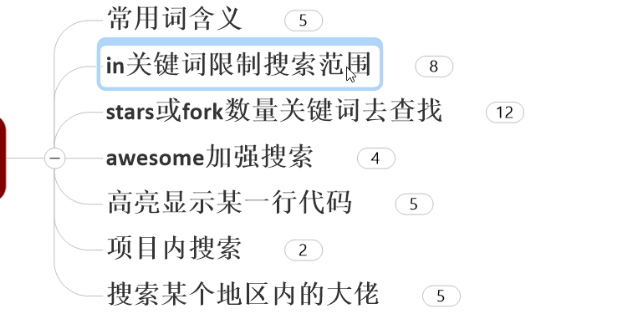 常用词含义 5
in关键词限制搜索范围 8
stars或fork数量关键词去查找 12
awesome加强搜索 4
高亮显示某一行代码 5
项目内搜索 2
搜索某个地区内的大佬 5